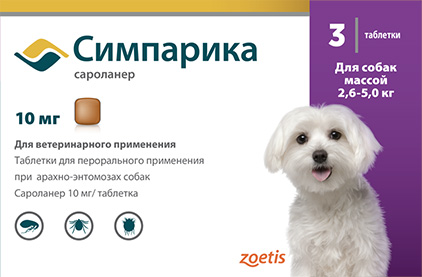 Симпарика
сароланер
3 таблетки
Для собак
массой
2,6-5,0 кг
10 мг
Для ветеринарного применения
Таблетки для перорального применения
при арахно-энтомозах собак
Сароланер 10 мг/ таблетка
zoetis